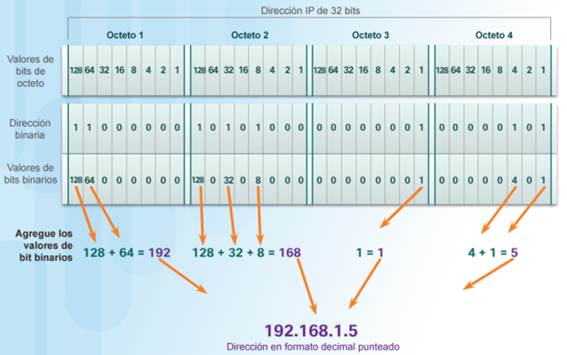 Dirección IP de 32 bits
Octeto 1 Octeto 2 Octeto 3 Octeto 4
Valores de
bits de
octeto
128 64 32 16 8 4 2 1 128 64 32 16 8 4 2 1 128 64 32 16 8 4 2 1 128 64 32 16 8 4 2 1
Dirección
binaria
1 1 0 0 0 0 0 0 1 0 1 0 1 0 0 0 0 0 0 0 0 0 0 1 0 0 0 0 0 1 0 1
Valores de
bits binarios
128 64 0 0 0 0 0 0 128 0 32 0 8 0 0 0 0 0 0 0 0 0 0 1 0 0 0 0 0 4 0 1
Agregue los
valores de
bit binarios
128 + 64 = 192 128 + 32 + 8 = 168 1 = 1 4 + 1 = 5
192.168.1.5
Dirección en formato decimal punteado